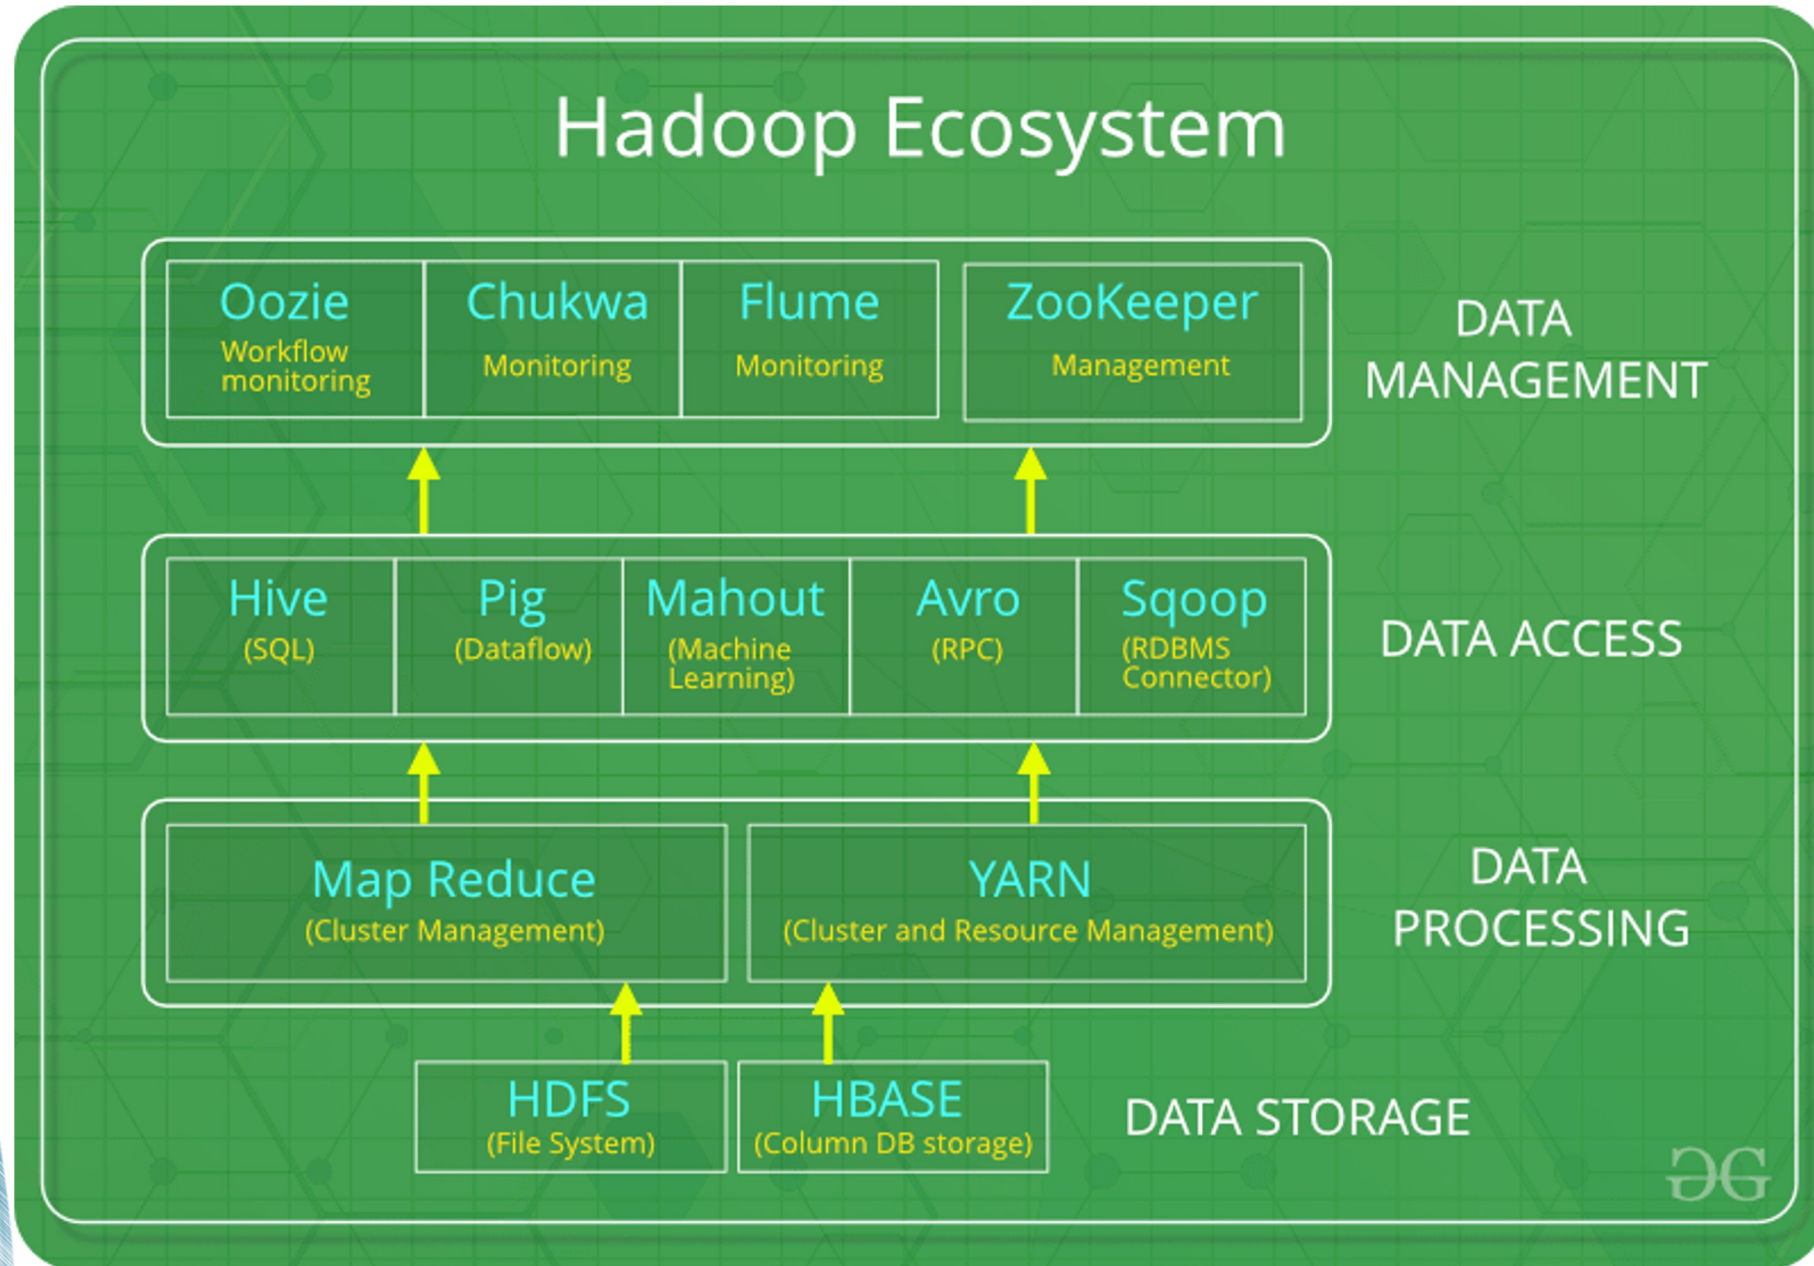 Hadoop Ecosystem
Oozie
Workflow
monitoring
Chukwa
Monitoring
Flume
Monitoring
ZooKeeper
Management
DATA
MANAGEMENT
Hive
(SQL)
Pig
(Dataflow)
Mahout
(Machine
Learning)
Avro
(RPC)
Sqoop
(RDBMS
Connector)
DATA ACCESS
Map Reduce
(Cluster Management)
YARN
(Cluster and Resource Management)
DATA
PROCESSING
HDFS
(File System)
HBASE
(Column DB storage)
DATA STORAGE